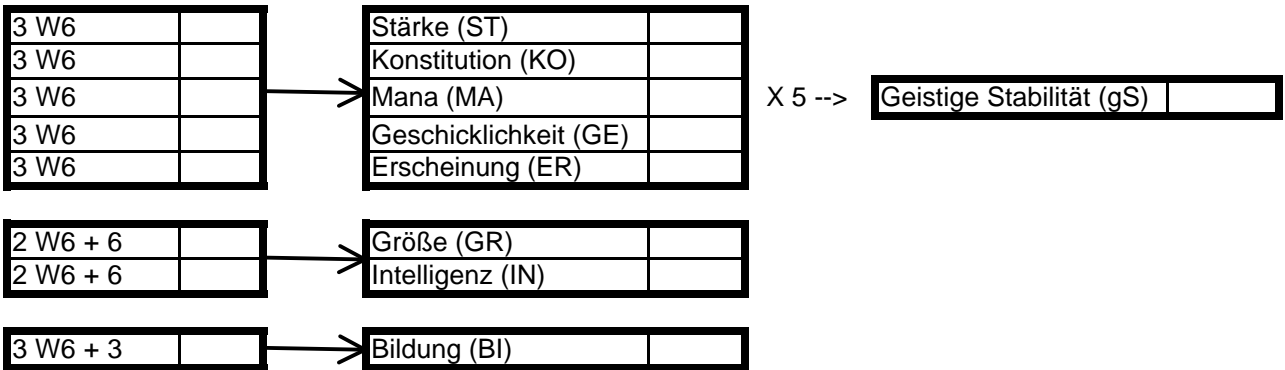 3 W6 Stärke (ST)
3 W6 Konstitution (KO)
3 W6 Mana (MA) X 5 --> Geistige Stabilität (gS)
3 W6 Geschicklichkeit (GE)
3 W6 Erscheinung (ER)
2 W6 + 6 Größe (GR)
2 W6 + 6 Intelligenz (IN)
3 W6 + 3 Bildung (BI)